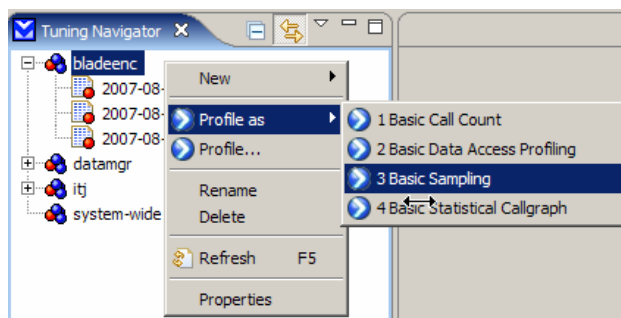 Tuning Navigator
bladeenc
2007-08-
2007-08-
2007-08-
datamgr
itj
system-wide
New
Profile as
Profile...
Rename
Delete
Refresh F5
Properties
1 Basic Call Count
2 Basic Data Access Profiling
3 Basic Sampling
4 Basic Statistical Callgraph